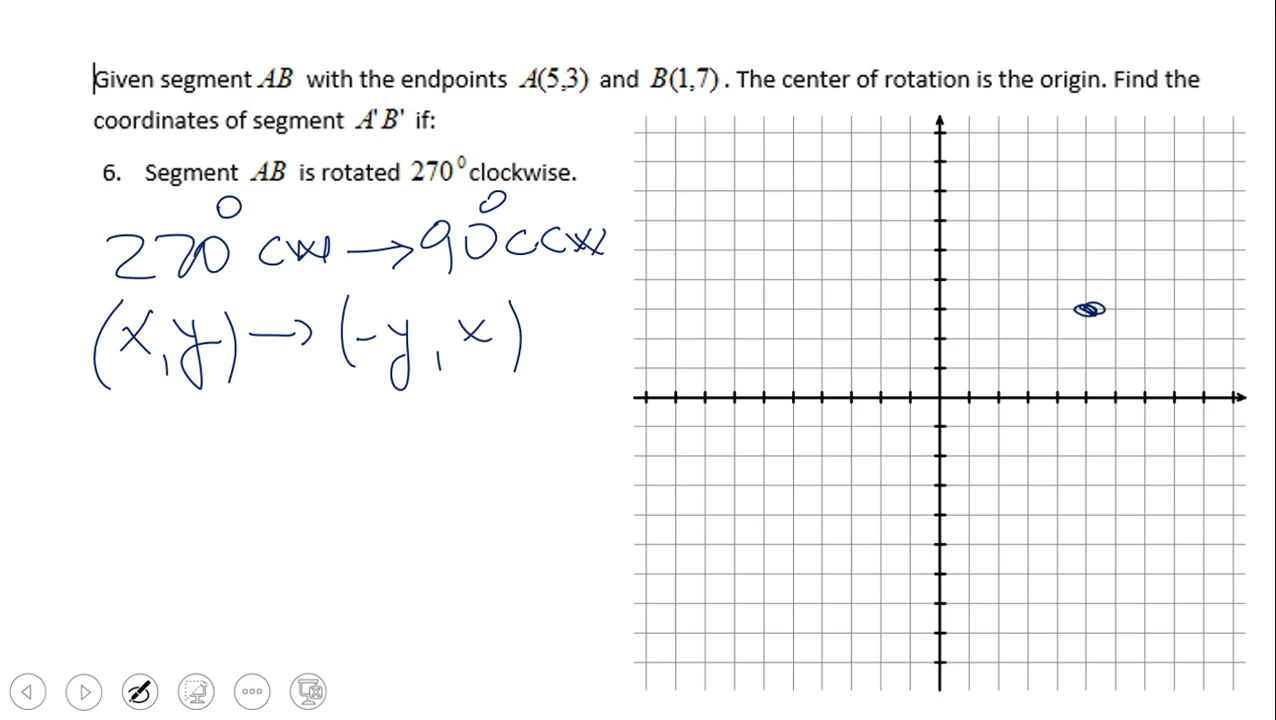 Given segment AB with the endpoints A(5,3) and B(1,7). The center of rotation is the origin. Find the
coordinates of segment A'B' if:
6. Segment AB is rotated 270⁰ clockwise.
270° cw → 90° ccw
(x,y) → (-y, x)